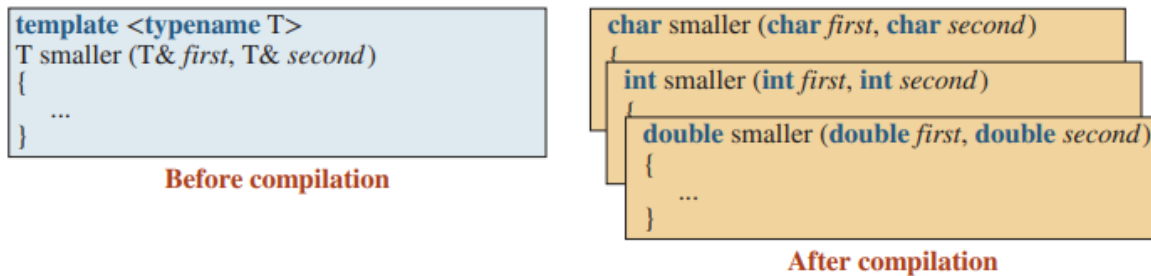 template <typename T>
T smaller (T& first, T& second)
{
...
}
Before compilation
char smaller (char first, char second)
{
int smaller (int first, int second)
{
double smaller (double first, double second)
{
...
}
After compilation